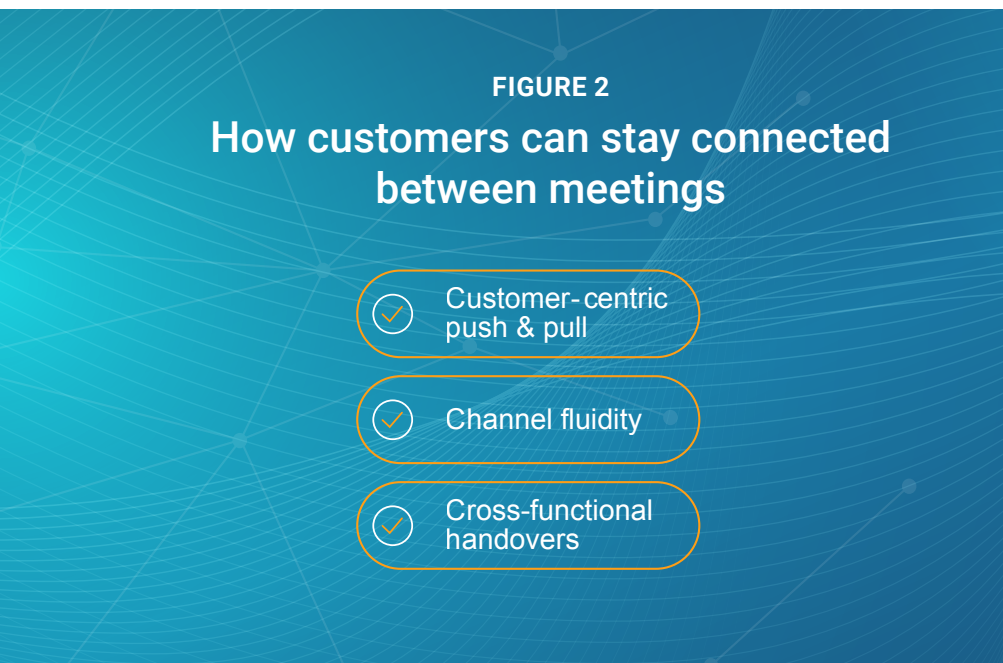 FIGURE 2
How customers can stay connected
between meetings
Customer-centric
push & pull
Channel fluidity
Cross-functional
handovers